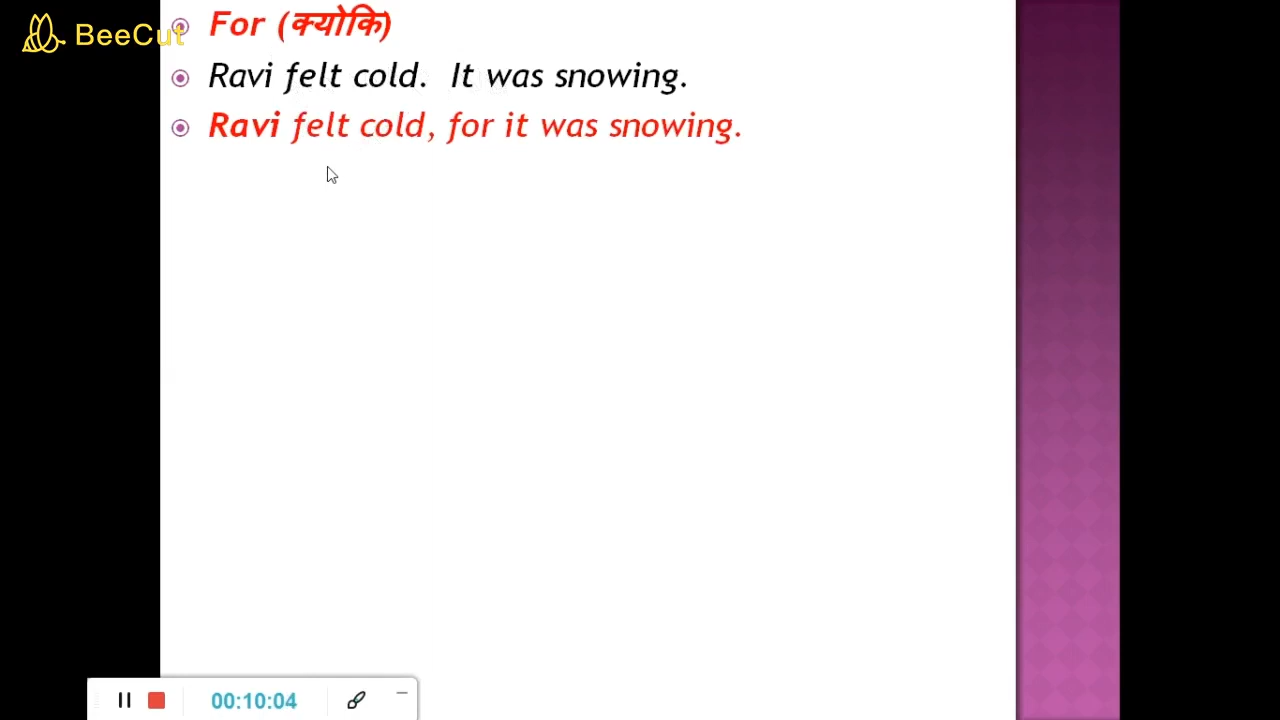 For (क्योकि)
BeeCut
Ravi felt cold. It was snowing.
Ravi felt cold, for it was snowing.
00:10:04